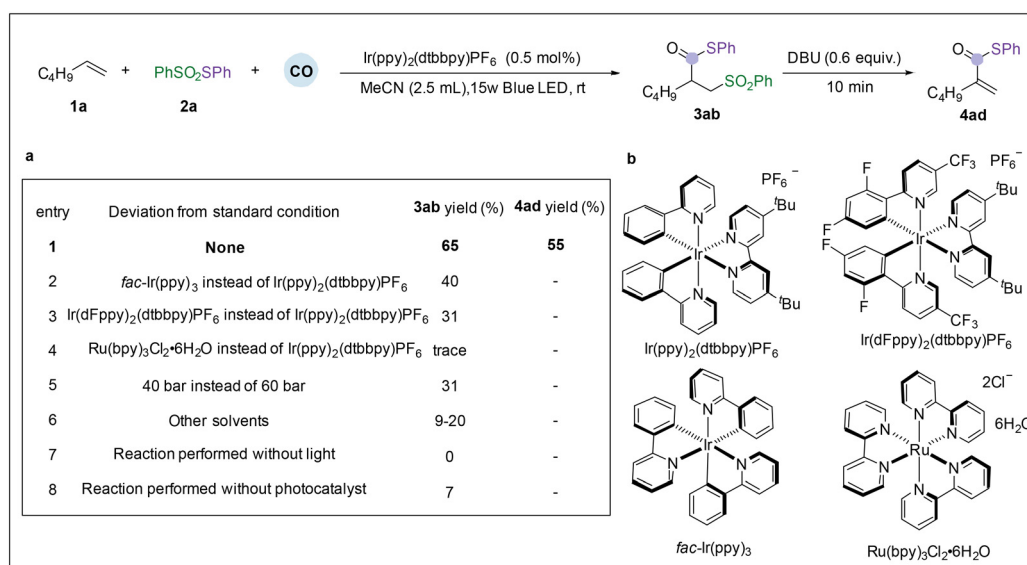 C₄H₉
1a
+
PhSO₂SPh
2a
+
CO
Ir(ppy)₂(dtbbpy)PF₆ (0.5 mol%)
MeCN (2.5 mL),15w Blue LED, rt
O
SPh
C₄H₉
SO₂Ph
3ab
DBU (0.6 equiv.)
10 min
O
SPh
C₄H₉
4ad
a
entry Deviation from standard condition 3ab yield (%) 4ad yield (%)
1 None 65 55
2 fac-Ir(ppy)₃ instead of Ir(ppy)₂(dtbbpy)PF₆ 40 -
3 Ir(dFppy)₂(dtbbpy)PF₆ instead of Ir(ppy)₂(dtbbpy)PF₆ 31 -
4 Ru(bpy)₃Cl₂•6H₂O instead of Ir(ppy)₂(dtbbpy)PF₆ trace -
5 40 bar instead of 60 bar 31 -
6 Other solvents 9-20 -
7 Reaction performed without light 0 -
8 Reaction performed without photocatalyst 7 -
b
PF₆⁻
N
ᵗBu
N
Ir
N
N
ᵗBu
Ir(ppy)₂(dtbbpy)PF₆
F
CF₃
PF₆⁻
N
ᵗBu
F
N
Ir
F
N
N
ᵗBu
F
CF₃
Ir(dFppy)₂(dtbbpy)PF₆
N
Ir
N
N
fac-Ir(ppy)₃
2Cl⁻
6H₂O
N
N
N
Ru
N
N
N
Ru(bpy)₃Cl₂•6H₂O